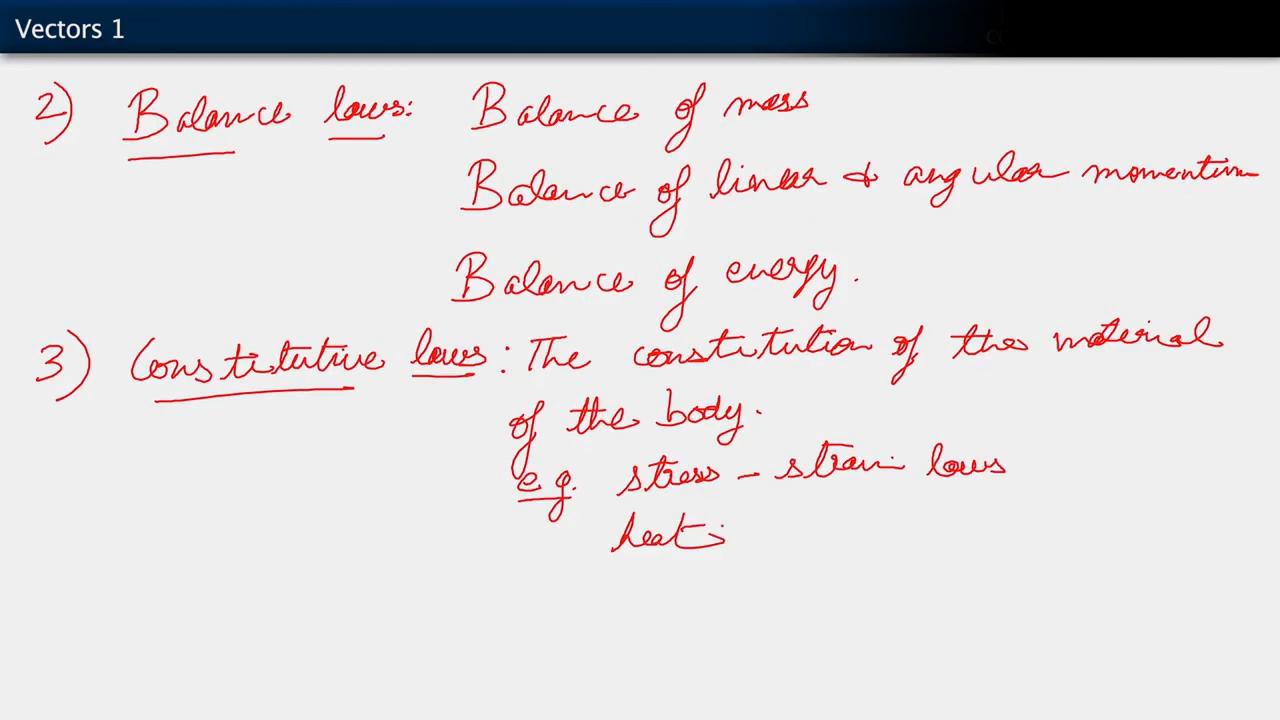 Vectors 1
2) Balance laws: Balance of mass
Balance of linear & angular momentum
Balance of energy.
3) Constitutive laws: The constitution of the material
of the body.
e.g. stress - strain laws
heat